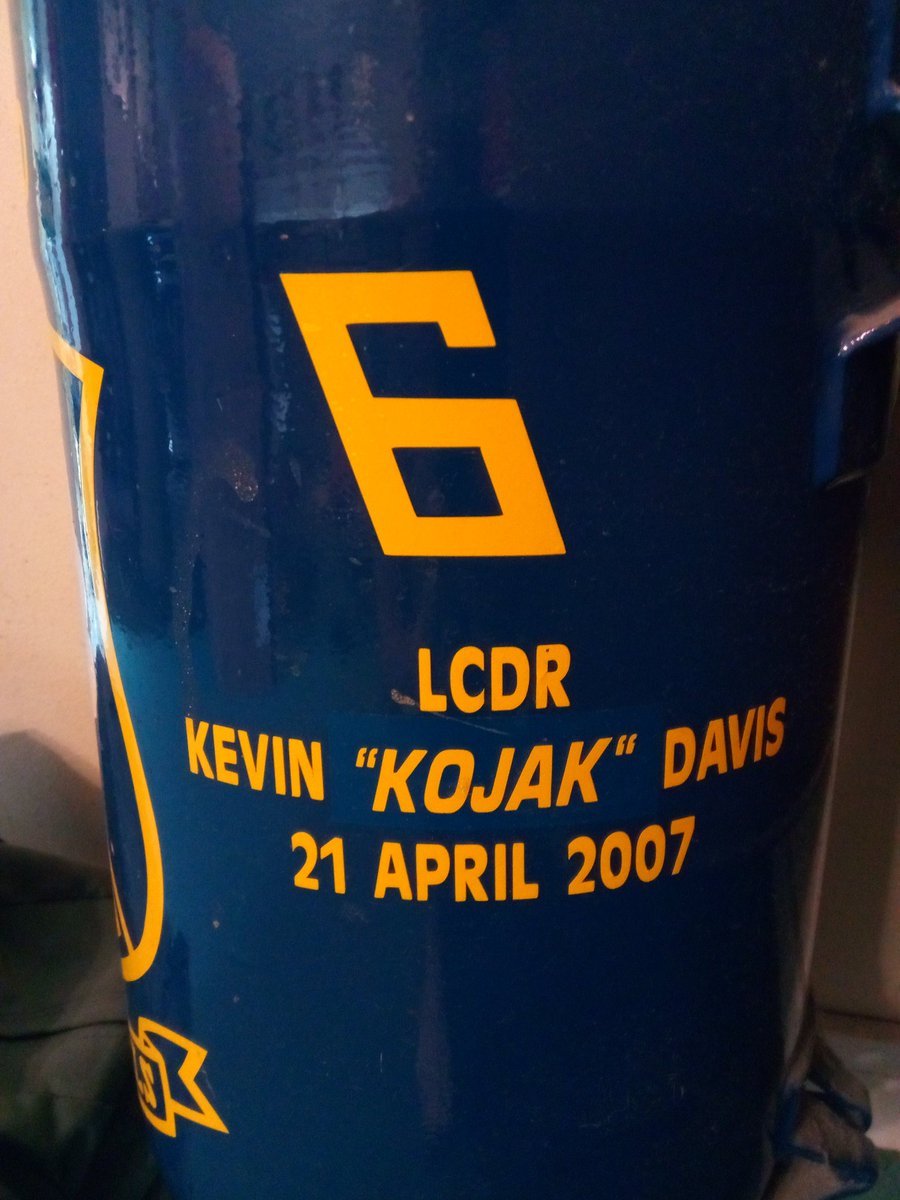 6
LCDR
KEVIN “KOJAK“ DAVIS
21 APRIL 2007